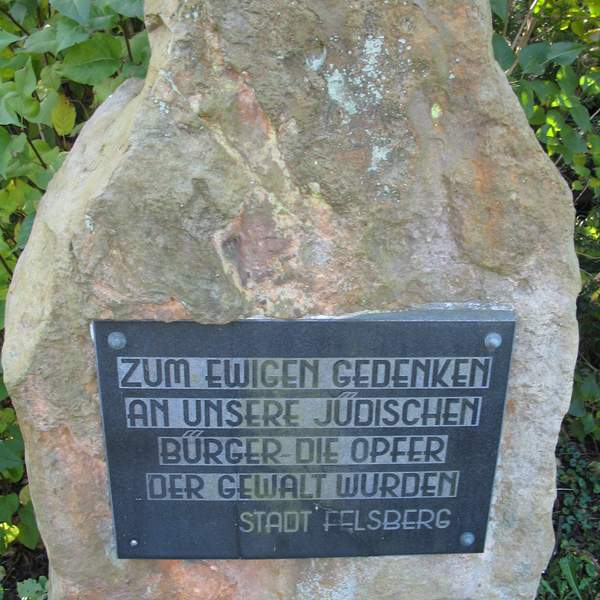 ZUM EWIGEN GEDENKEN
AN UNSERE JÜDISCHEN
BÜRGER-DIE OPFER
DER GEWALT WURDEN
STADT FELSBERG